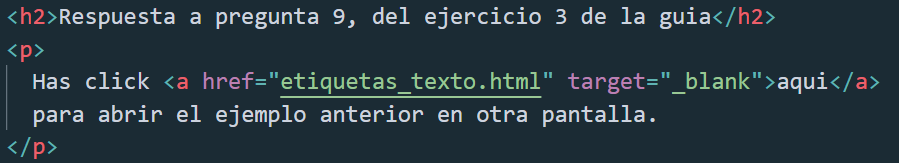 <h2>Respuesta a pregunta 9, del ejercicio 3 de la guia</h2>
<p>
Has click <a href="etiquetas_texto.html" target="_blank">aqui</a>
para abrir el ejemplo anterior en otra pantalla.
</p>